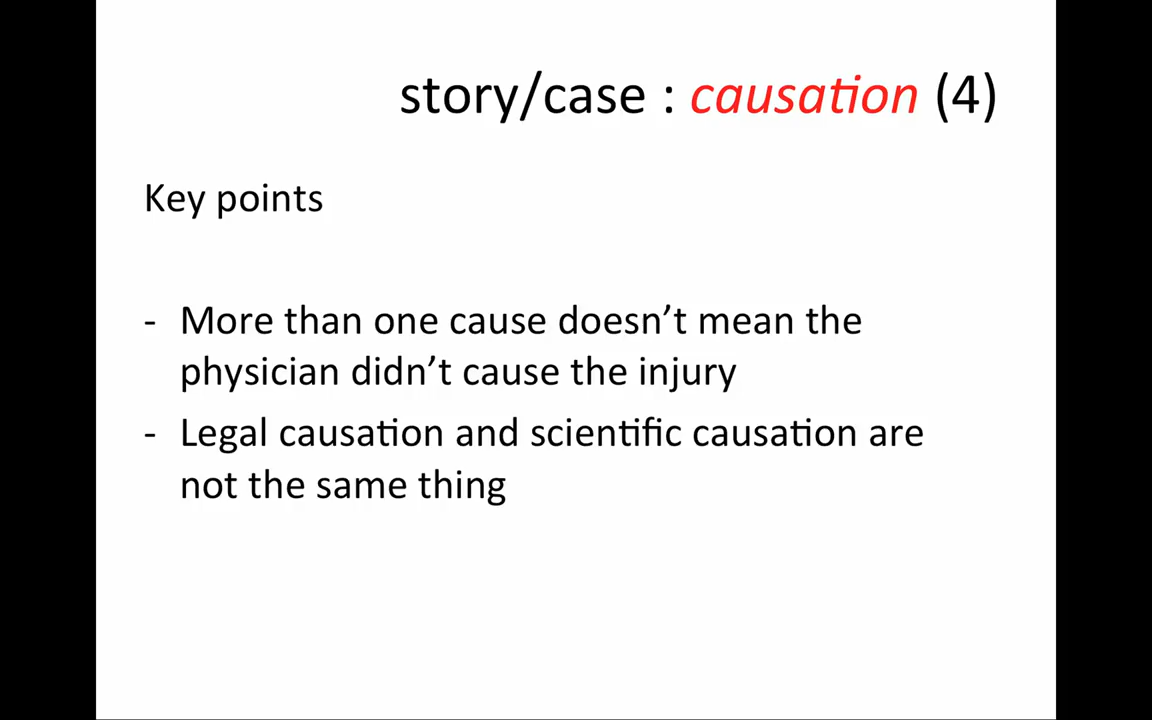 story/case : causation (4)
Key points
- More than one cause doesn’t mean the
physician didn’t cause the injury
- Legal causation and scientific causation are
not the same thing